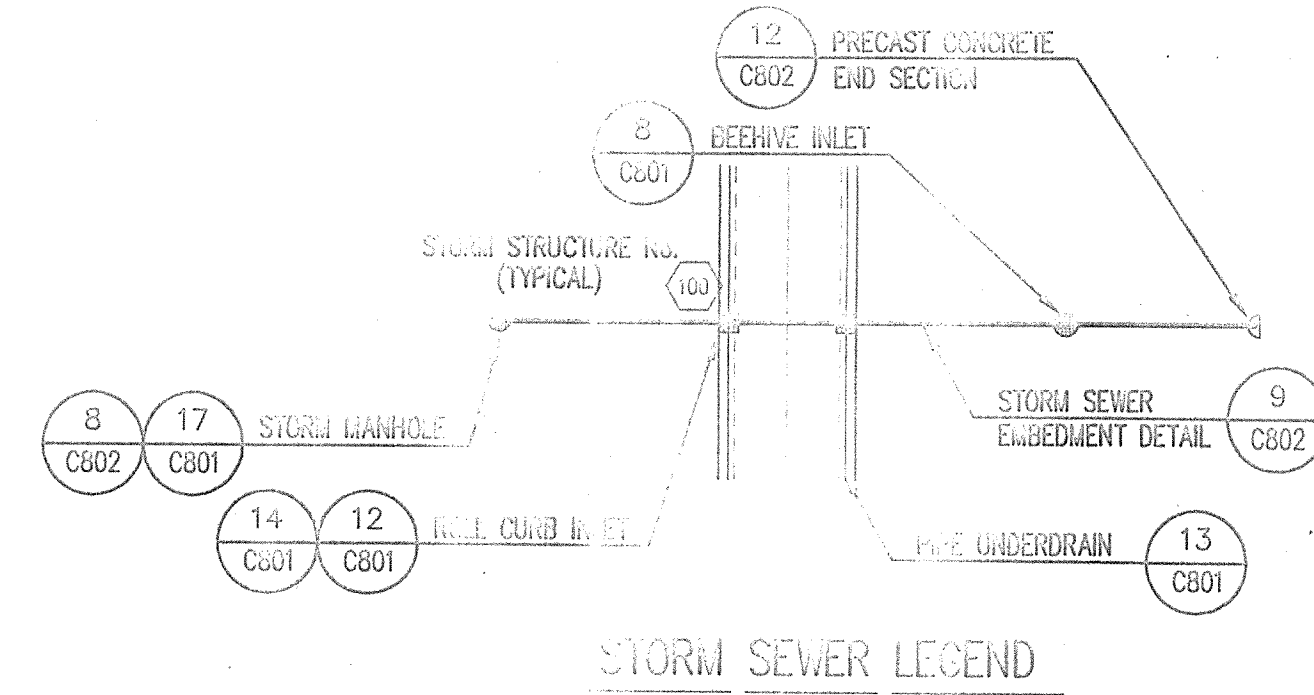 12
C802
PRECAST CONCRETE
END SECTION
8
C801
BEEHIVE INLET
STORM STRUCTURE NO.
(TYPICAL)
100
8
C802
17
C801
STORM MANHOLE
STORM SEWER
EMBEDMENT DETAIL
9
C802
14
C801
12
C801
ROLL CURB INLET
PIPE UNDERDRAIN
13
C801
STORM SEWER LEGEND